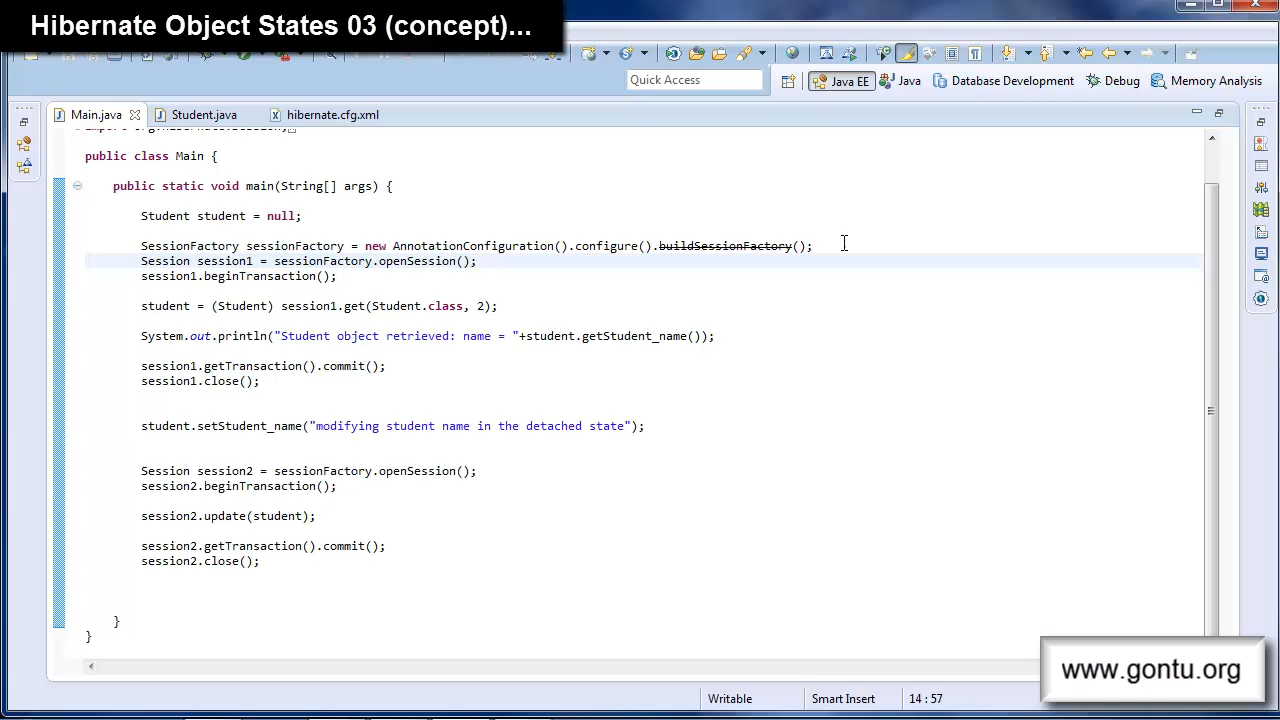 Hibernate Object States 03 (concept)...
Quick Access
Java EE
Java
Database Development
Debug
Memory Analysis
Main.java
Student.java
hibernate.cfg.xml
public class Main {
public static void main(String[] args) {
Student student = null;
SessionFactory sessionFactory = new AnnotationConfiguration().configure().buildSessionFactory();
Session session1 = sessionFactory.openSession();
session1.beginTransaction();
student = (Student) session1.get(Student.class, 2);
System.out.println("Student object retrieved: name = "+student.getStudent_name());
session1.getTransaction().commit();
session1.close();
student.setStudent_name("modifying student name in the detached state");
Session session2 = sessionFactory.openSession();
session2.beginTransaction();
session2.update(student);
session2.getTransaction().commit();
session2.close();
}
}
www.gontu.org
Writable
Smart Insert
14 : 57